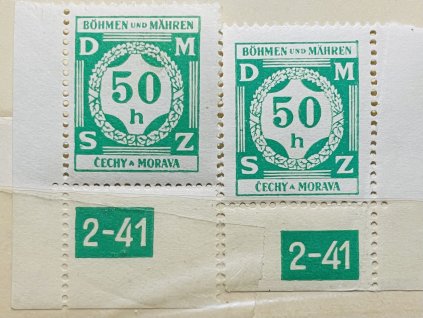 BÖHMEN UND MÄHREN
D M
50
h
S Z
ČECHY A MORAVA
2-41
BÖHMEN UND MÄHREN
D M
50
h
S Z
ČECHY A MORAVA
2-41